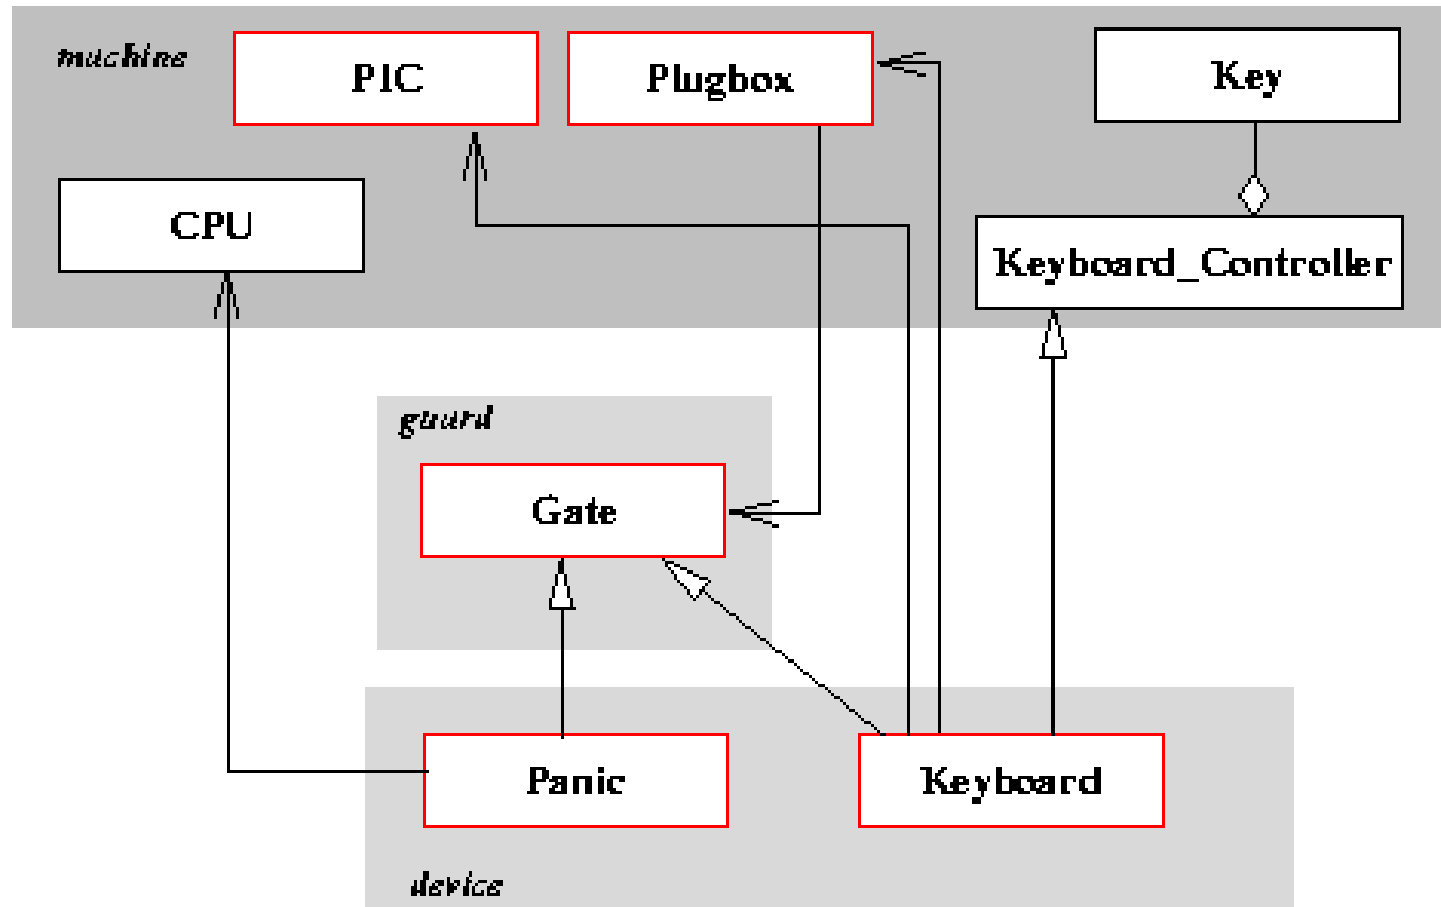 machine
PIC
Plugbox
Key
CPU
Keyboard_Controller
guard
Gate
Panic
Keyboard
device